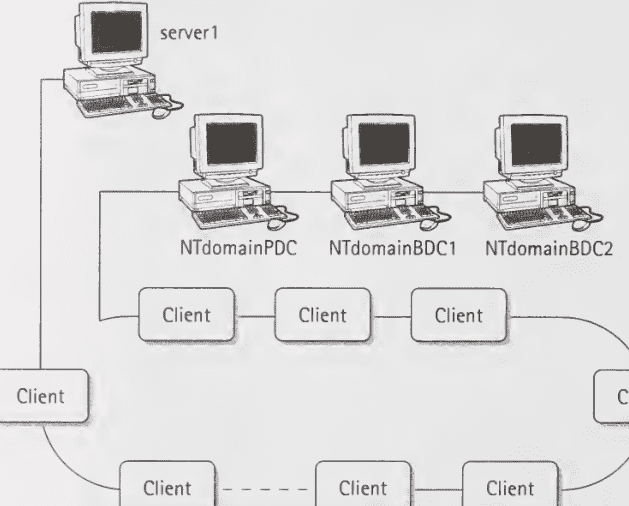 server1
NTdomainPDC NTdomainBDC1 NTdomainBDC2
Client Client Client
Client C
Client Client Client